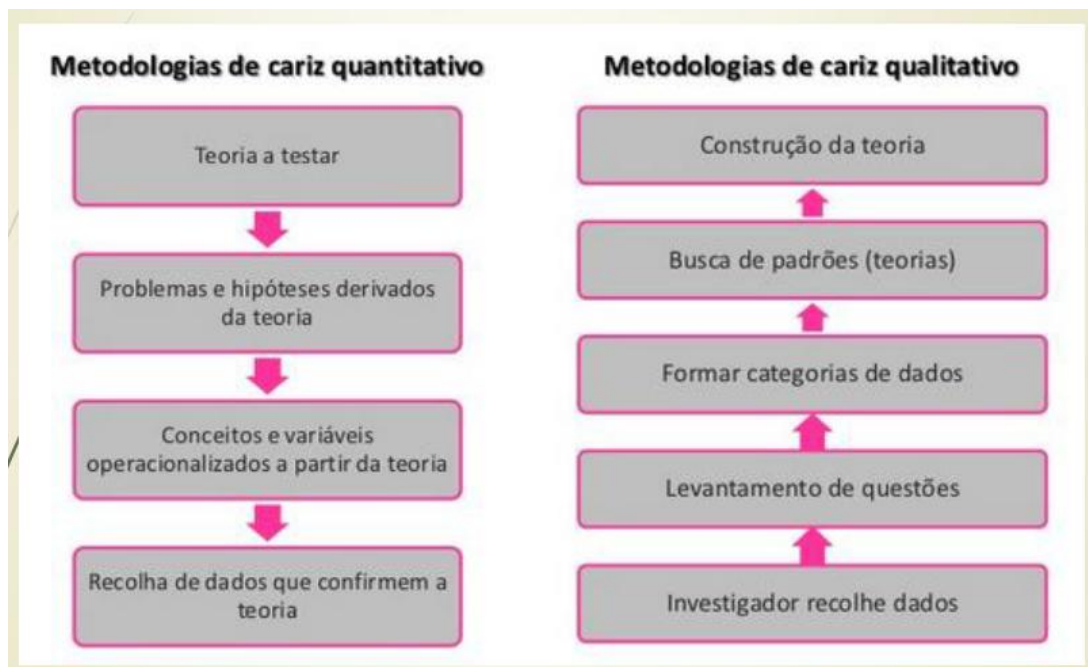 Metodologias de cariz quantitativo
Teoria a testar
Problemas e hipóteses derivados
da teoria
Conceitos e variáveis
operacionalizados a partir da teoria
Recolha de dados que confirmem a
teoria
Metodologias de cariz qualitativo
Construção da teoria
Busca de padrões (teorias)
Formar categorias de dados
Levantamento de questões
Investigador recolhe dados